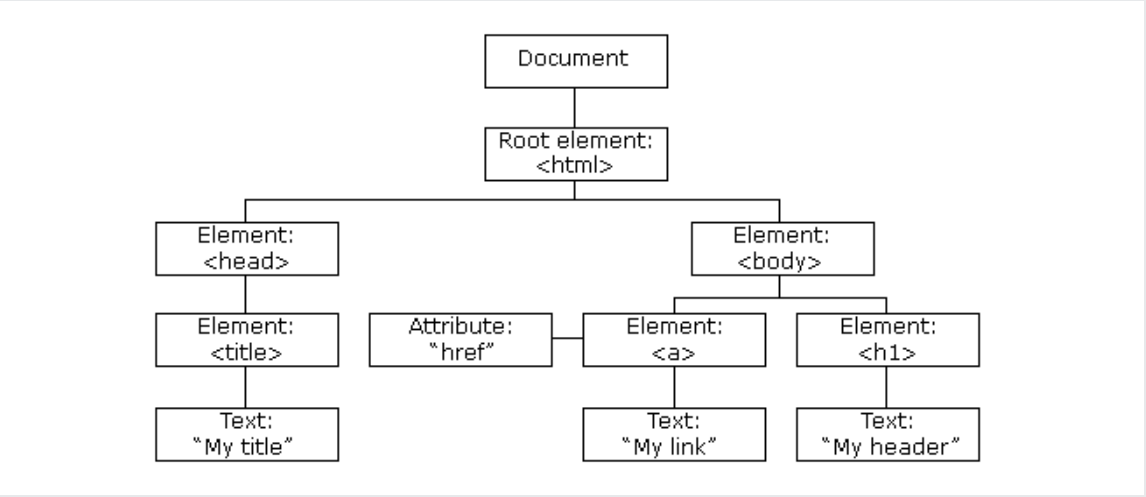 Document
Root element:
<html>
Element:
<head>
Element:
<body>
Element:
<title>
Attribute:
“href”
Element:
<a>
Element:
<h1>
Text:
“My title”
Text:
“My link”
Text:
“My header”